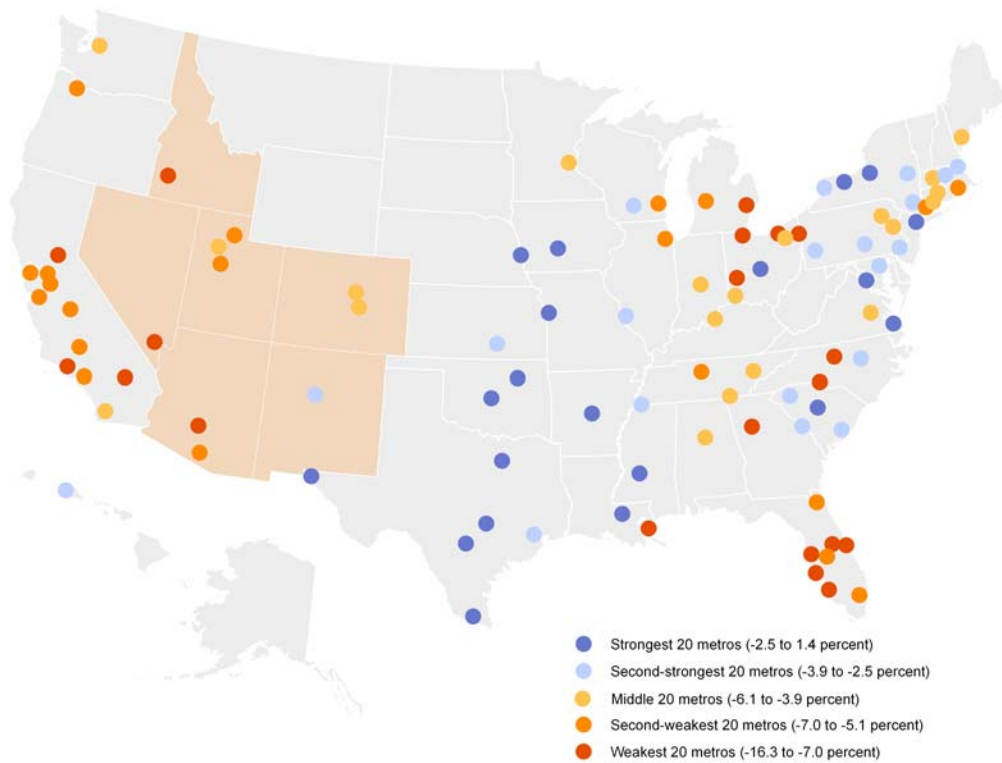 Strongest 20 metros (-2.5 to 1.4 percent)
Second-strongest 20 metros (-3.9 to -2.5 percent)
Middle 20 metros (-6.1 to -3.9 percent)
Second-weakest 20 metros (-7.0 to -5.1 percent)
Weakest 20 metros (-16.3 to -7.0 percent)